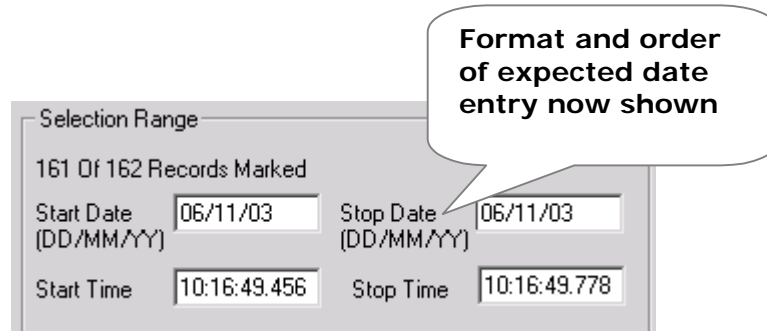 Format and order
of expected date
entry now shown
Selection Range
161 Of 162 Records Marked
Start Date 06/11/03 Stop Date 06/11/03
(DD/MM/YY) (DD/MM/YY)
Start Time 10:16:49.456 Stop Time 10:16:49.778